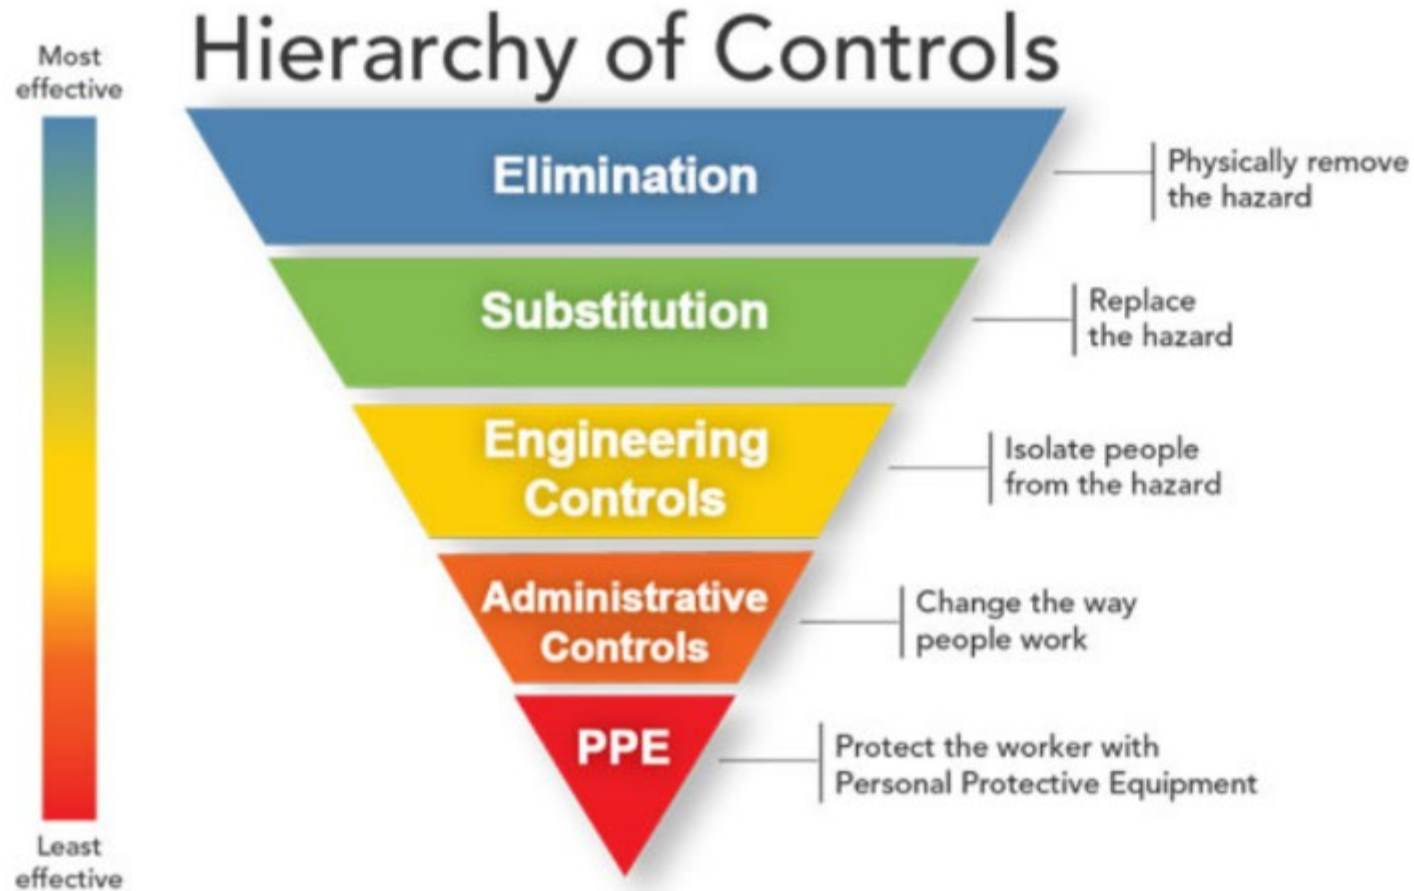 Hierarchy of Controls
Most
effective
Elimination
Physically remove
the hazard
Substitution
Replace
the hazard
Engineering
Controls
Isolate people
from the hazard
Administrative
Controls
Change the way
people work
PPE
Protect the worker with
Personal Protective Equipment
Least
effective